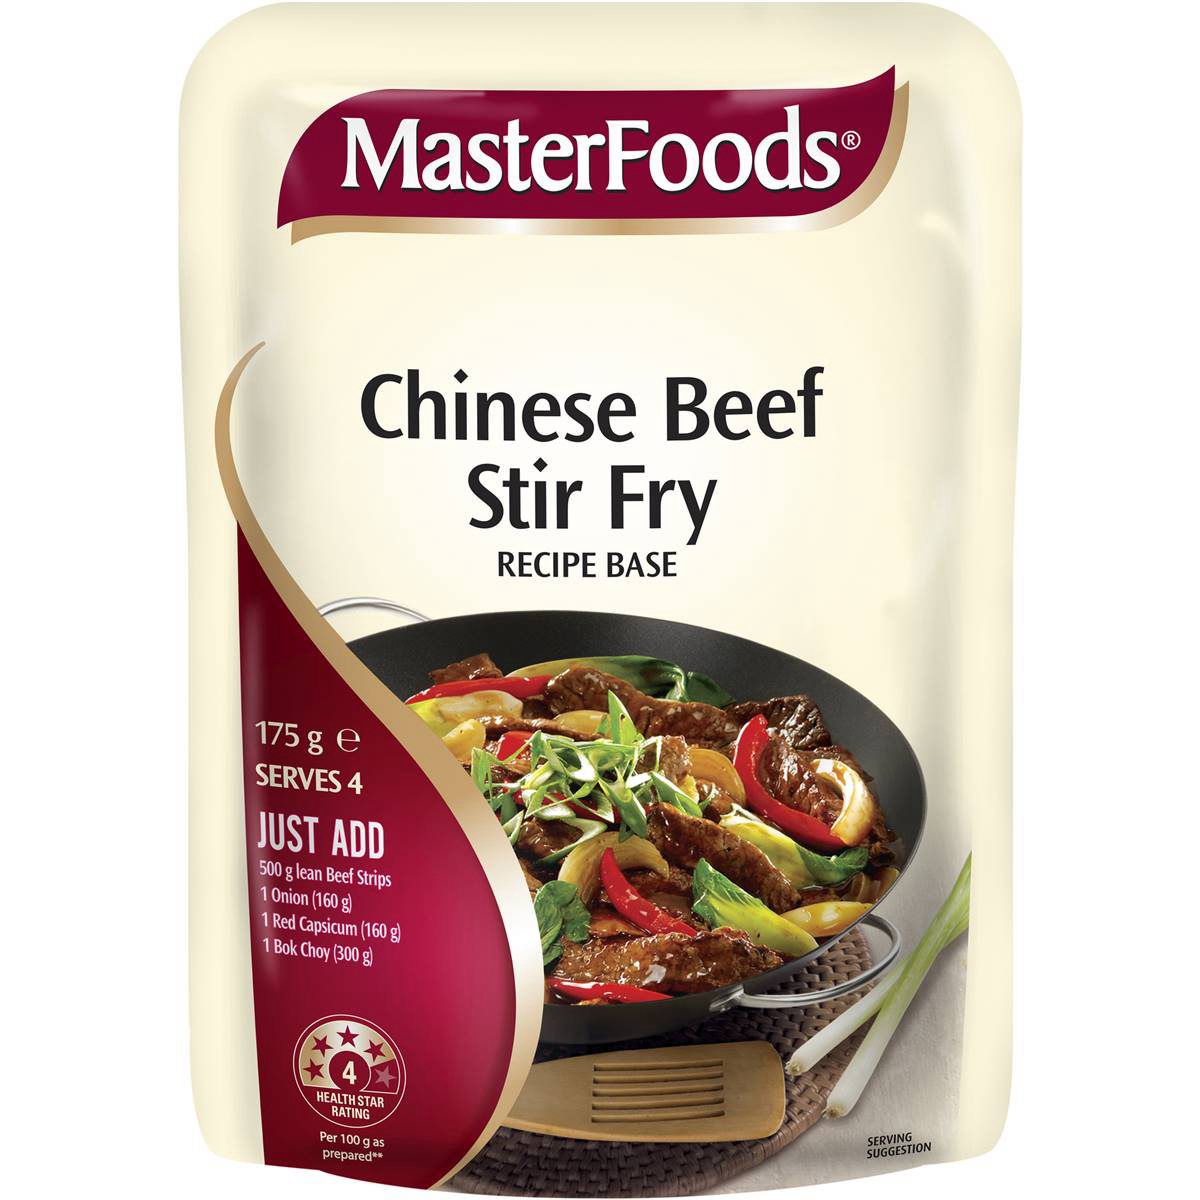 MasterFoods®
Chinese Beef
Stir Fry
RECIPE BASE
175 g ℮
SERVES 4
JUST ADD
500 g lean Beef Strips
1 Onion (160 g)
1 Red Capsicum (160 g)
1 Bok Choy (300 g)
4
HEALTH STAR
RATING
Per 100 g as
prepared**
SERVING
SUGGESTION